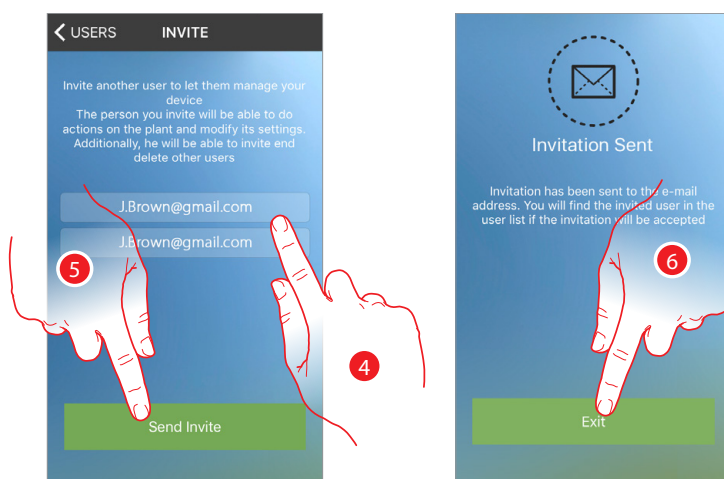 USERS INVITE
Invite another user to let them manage your
device
The person you invite will be able to do
actions on the plant and modify its settings.
Additionally, he will be able to invite end
delete other users
J.Brown@gmail.com
J.Brown@gmail.com
5
4
Send Invite
Invitation Sent
Invitation has been sent to the e-mail
address. You will find the invited user in the
user list if the invitation will be accepted
6
Exit